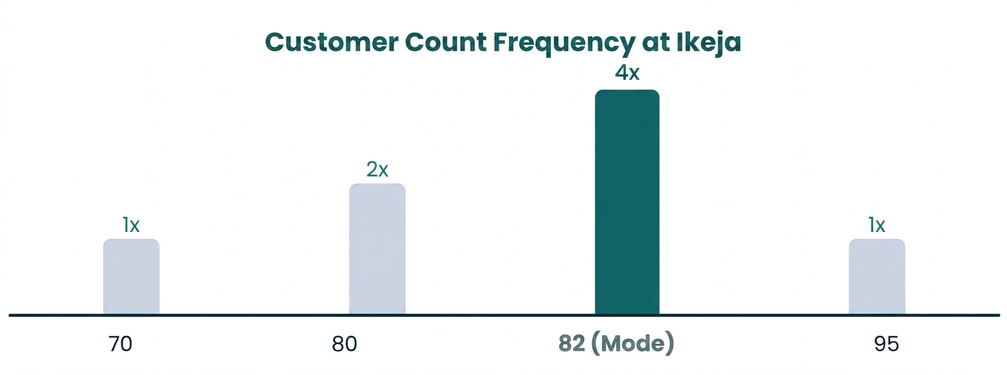 Customer Count Frequency at Ikeja
4x
2x
1x
1x
70
80
82 (Mode)
95